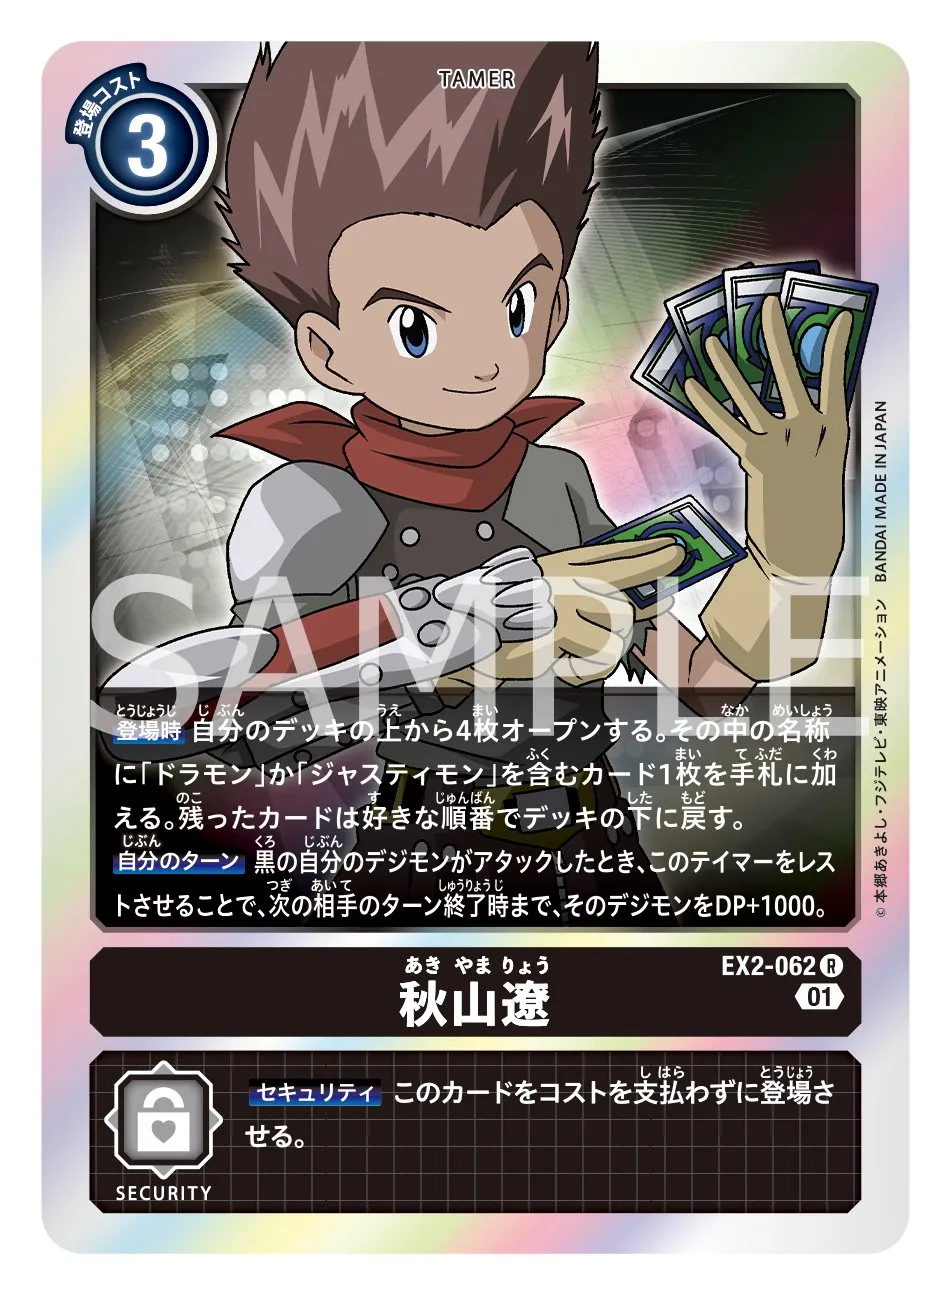 TAMER
登場コスト
3
SAMPLE
登場時 自分のデッキの上から4枚オープンする。その中の名称
に「ドラモン」か「ジャスティモン」を含むカード1枚を手札に加
える。残ったカードは好きな順番でデッキの下に戻す。
自分のターン 黒の自分のデジモンがアタックしたとき、このテイマーをレス
トさせることで、次の相手のターン終了時まで、そのデジモンをDP+1000。
©本郷あきよし・フジテレビ・東映アニメーション BANDAI MADE IN JAPAN
あき やま りょう
秋山遼
EX2-062 R
01
セキュリティ このカードをコストを支払わずに登場さ
せる。
SECURITY